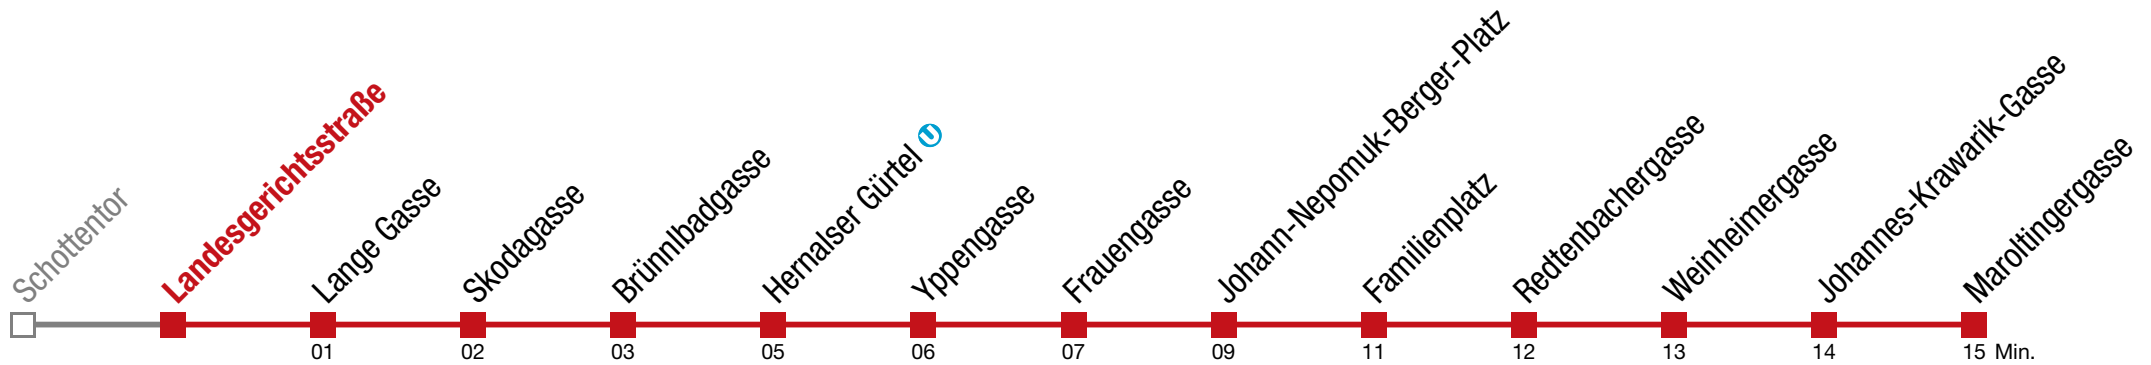 Schottentor
Landesgerichtsstraße
Lange Gasse
Skodagasse
Brünnlbadgasse
Hernalser Gürtel U
Yppengasse
Frauengasse
Johann-Nepomuk-Berger-Platz
Familienplatz
Redtenbachergasse
Weinheimergasse
Johannes-Krawarik-Gasse
Maroltingergasse
01 02 03 05 06 07 09 11 12 13 14 15 Min.